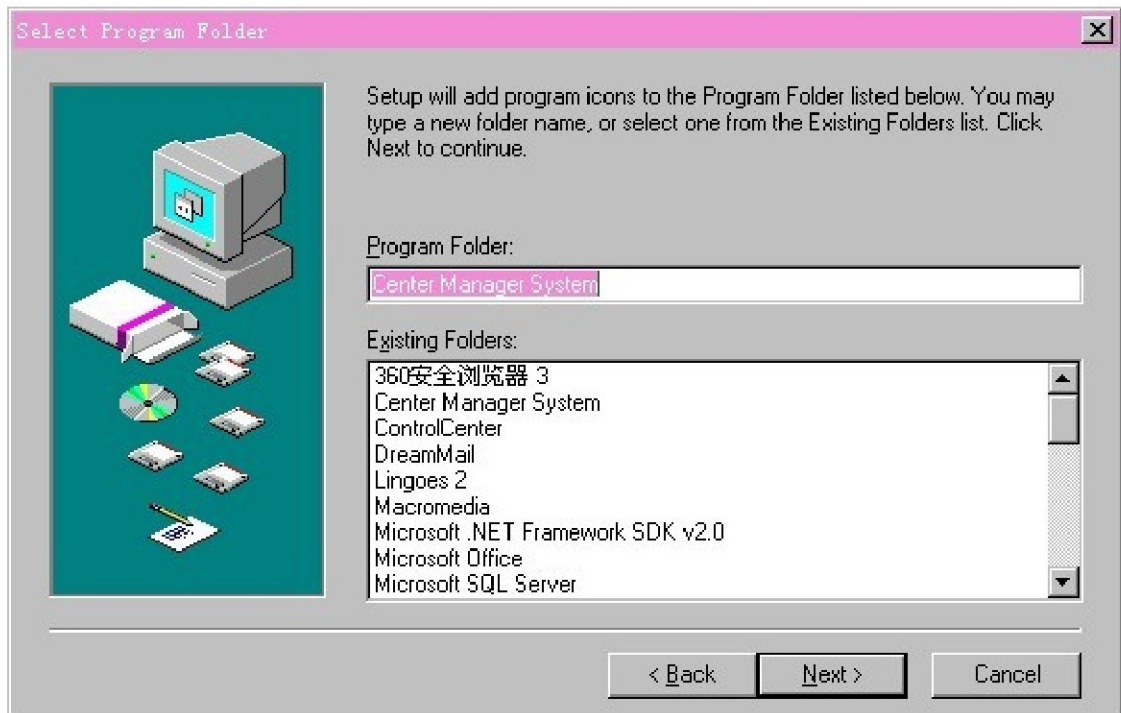 Select Program Folder
Setup will add program icons to the Program Folder listed below. You may
type a new folder name, or select one from the Existing Folders list. Click
Next to continue.
Program Folder:
Center Manager System
Existing Folders:
360安全浏览器 3
Center Manager System
ControlCenter
DreamMail
Lingoes 2
Macromedia
Microsoft .NET Framework SDK v2.0
Microsoft Office
Microsoft SQL Server
< Back
Next >
Cancel